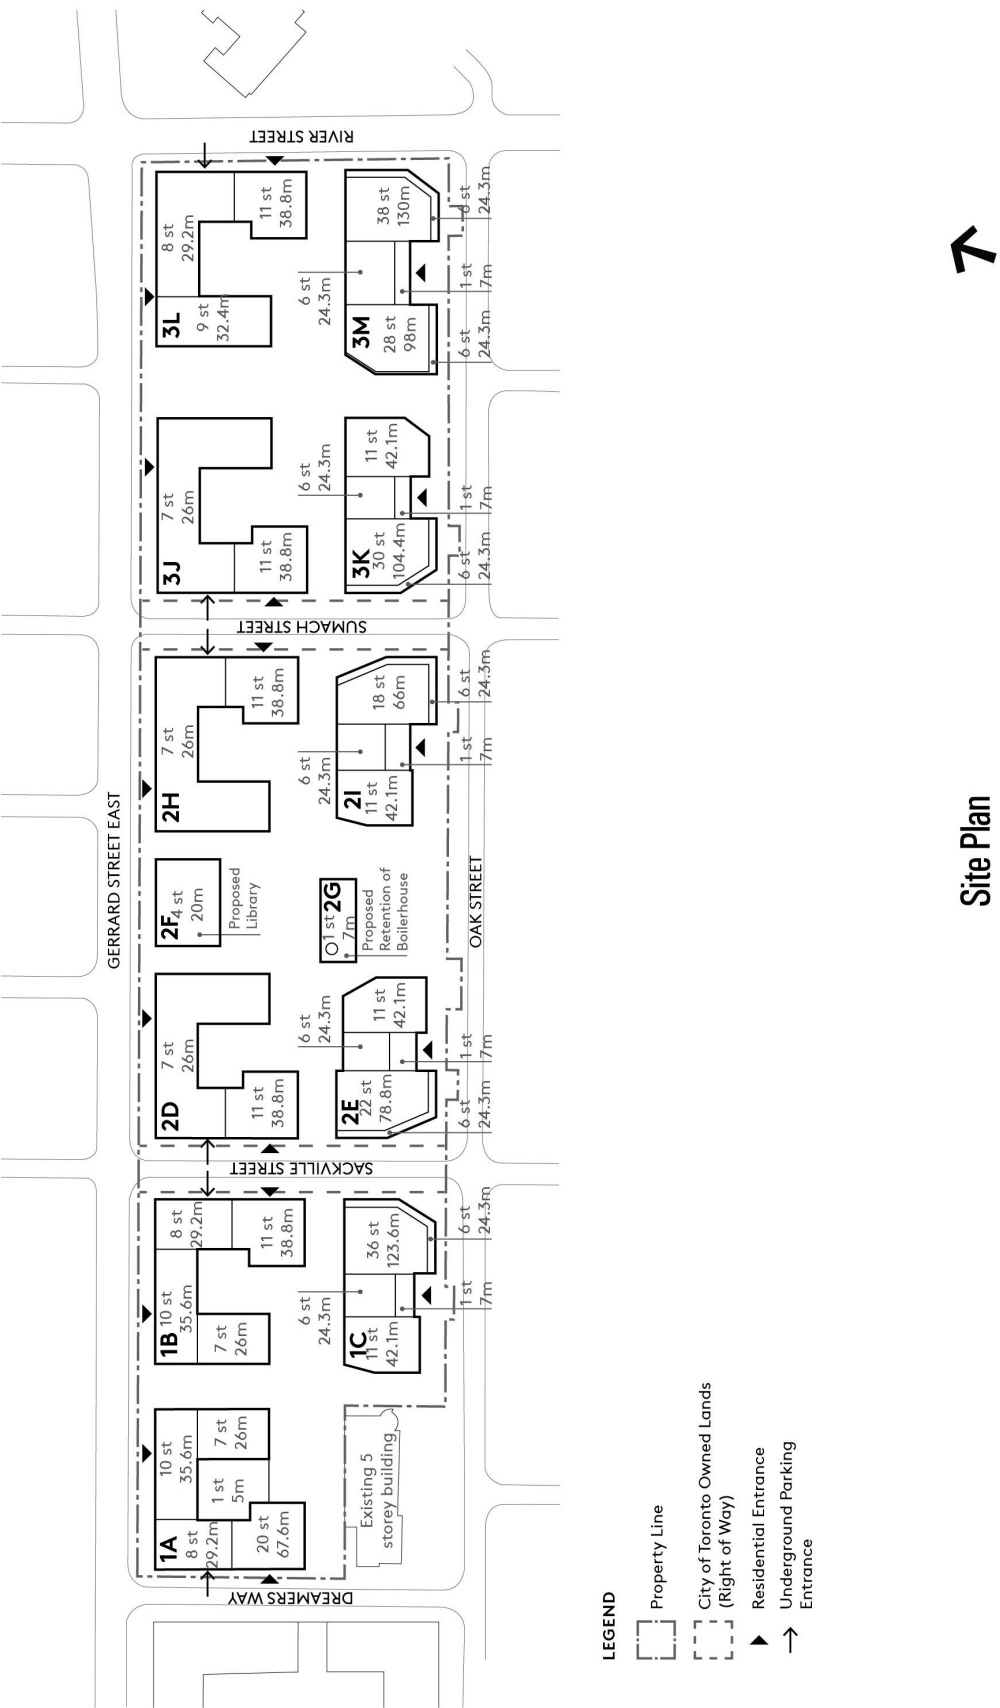 GERRARD STREET EAST
DREAMERS WAY
SACKVILLE STREET
SUMACH STREET
RIVER STREET
OAK STREET
1A
8 st
29.2m
10 st
35.6m
1 st
5m
7 st
26m
20 st
67.6m
Existing 5
storey building
1B
10 st
35.6m
8 st
29.2m
7 st
26m
11 st
38.8m
1C
11 st
42.1m
6 st
24.3m
36 st
123.6m
1 st
7m
6 st
24.3m
2D
7 st
26m
11 st
38.8m
2E
22 st
78.8m
6 st
24.3m
11 st
42.1m
6 st
24.3m
1 st
7m
2F
4 st
20m
Proposed
Library
2G
1 st
7m
Proposed
Retention of
Boilerhouse
2H
7 st
26m
11 st
38.8m
2I
11 st
42.1m
6 st
24.3m
18 st
66m
1 st
7m
6 st
24.3m
3J
7 st
26m
11 st
38.8m
3K
30 st
104.4m
6 st
24.3m
11 st
42.1m
6 st
24.3m
1 st
7m
3L
9 st
32.4m
8 st
29.2m
11 st
38.8m
3M
28 st
98m
6 st
24.3m
38 st
130m
6 st
24.3m
1 st
7m
6 st
24.3m
LEGEND
Property Line
City of Toronto Owned Lands
(Right of Way)
Residential Entrance
Underground Parking
Entrance
Site Plan